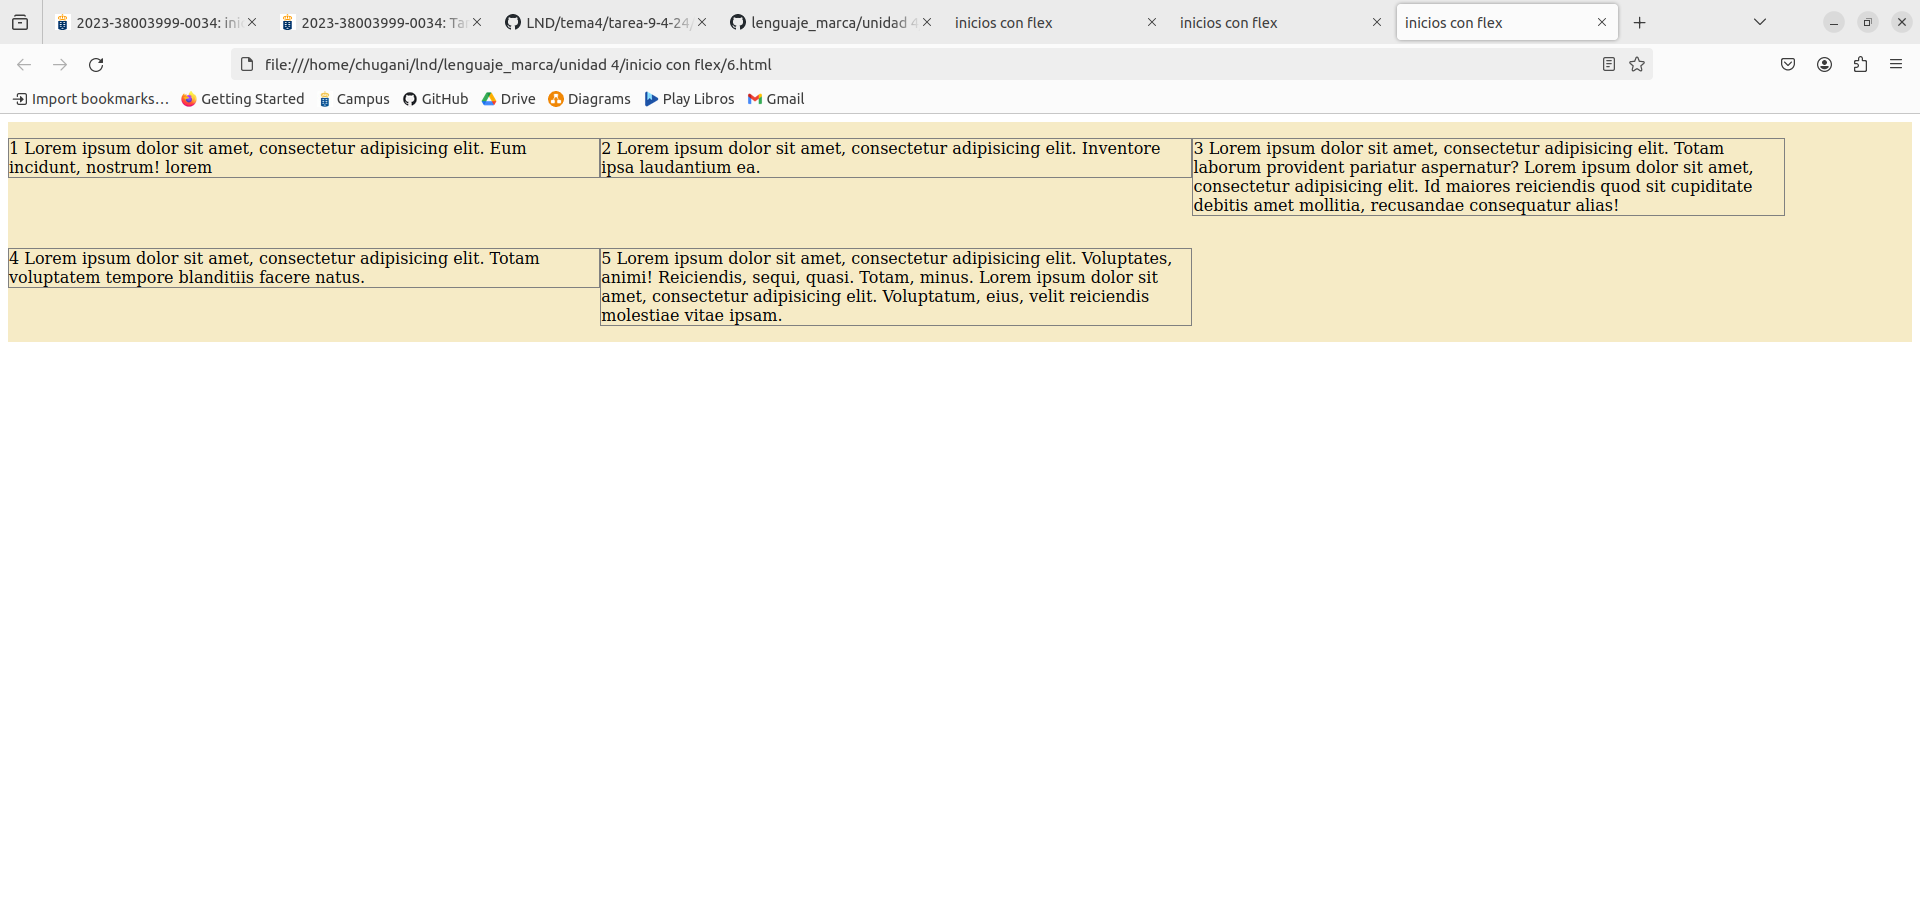 2023-38003999-0034: ini
2023-38003999-0034: Ta
LND/tema4/tarea-9-4-24/
lenguaje_marca/unidad 4
inicios con flex
inicios con flex
inicios con flex
file:///home/chugani/lnd/lenguaje_marca/unidad 4/inicio con flex/6.html
Import bookmarks…
Getting Started
Campus
GitHub
Drive
Diagrams
Play Libros
Gmail
1 Lorem ipsum dolor sit amet, consectetur adipisicing elit. Eum
incidunt, nostrum! lorem
2 Lorem ipsum dolor sit amet, consectetur adipisicing elit. Inventore
ipsa laudantium ea.
3 Lorem ipsum dolor sit amet, consectetur adipisicing elit. Totam
laborum provident pariatur aspernatur? Lorem ipsum dolor sit amet,
consectetur adipisicing elit. Id maiores reiciendis quod sit cupiditate
debitis amet mollitia, recusandae consequatur alias!
4 Lorem ipsum dolor sit amet, consectetur adipisicing elit. Totam
voluptatem tempore blanditiis facere natus.
5 Lorem ipsum dolor sit amet, consectetur adipisicing elit. Voluptates,
animi! Reiciendis, sequi, quasi. Totam, minus. Lorem ipsum dolor sit
amet, consectetur adipisicing elit. Voluptatum, eius, velit reiciendis
molestiae vitae ipsam.